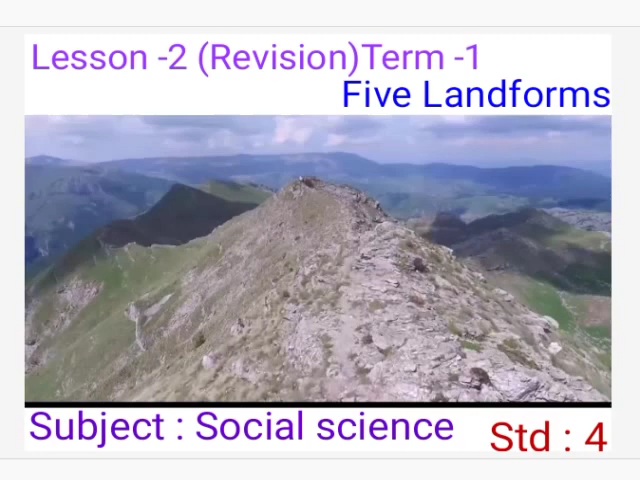 Lesson -2 (Revision)Term -1
Five Landforms
Subject : Social science
Std : 4